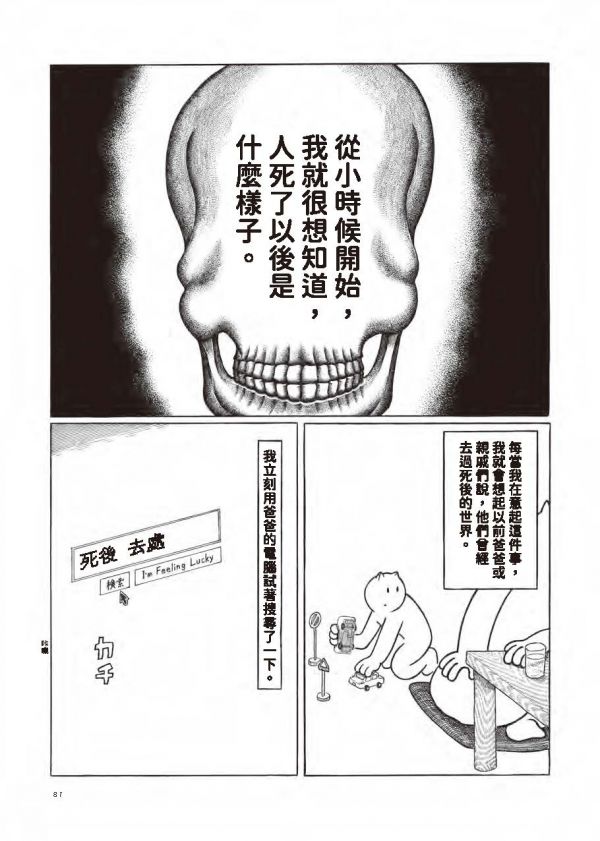 從小時候開始，
我就很想知道，
人死了以後是
什麼樣子。
每當我在意起這件事，
我就會想起以前爸爸或
親戚們說，他們曾經
去過死後的世界。
我立刻用爸爸的電腦試著搜尋了一下。
死後 去處
検索
I'm Feeling Lucky
カチ
81